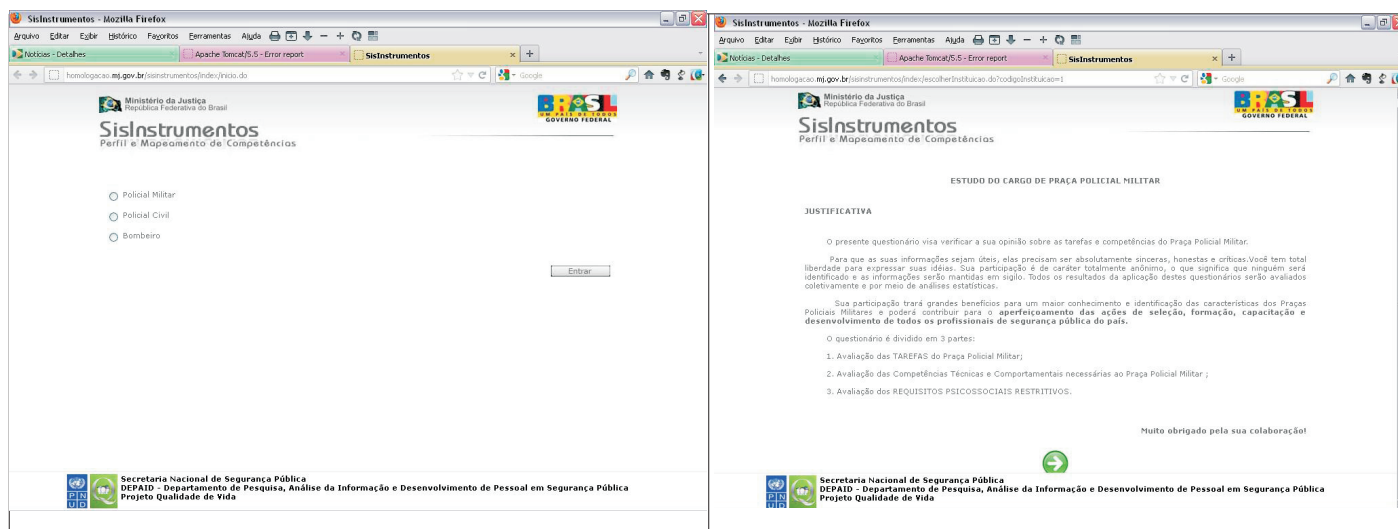 SisInstrumentos - Mozilla Firefox
Arquivo Editar Exibir Histórico Favoritos Ferramentas Ajuda
Notícias - Detalhes
Apache Tomcat/5.5 - Error report
SisInstrumentos
homologacao.mj.gov.br/sisinstrumentos/index/inicio.do
Google
Ministério da Justiça
República Federativa do Brasil
BRASIL
UM PAÍS DE TODOS
GOVERNO FEDERAL
SisInstrumentos
Perfil e Mapeamento de Competências
Policial Militar
Policial Civil
Bombeiro
Entrar
PNUD
Secretaria Nacional de Segurança Pública
DEPAID - Departamento de Pesquisa, Análise da Informação e Desenvolvimento de Pessoal em Segurança Pública
Projeto Qualidade de Vida
SisInstrumentos - Mozilla Firefox
Arquivo Editar Exibir Histórico Favoritos Ferramentas Ajuda
Notícias - Detalhes
Apache Tomcat/5.5 - Error report
SisInstrumentos
homologacao.mj.gov.br/sisinstrumentos/index/escolherInstituicao.do?codigoInstituicao=1
Google
Ministério da Justiça
República Federativa do Brasil
BRASIL
UM PAÍS DE TODOS
GOVERNO FEDERAL
SisInstrumentos
Perfil e Mapeamento de Competências
ESTUDO DO CARGO DE PRAÇA POLICIAL MILITAR
JUSTIFICATIVA
O presente questionário visa verificar a sua opinião sobre as tarefas e competências do Praça Policial Militar.
Para que as suas informações sejam úteis, elas precisam ser absolutamente sinceras, honestas e críticas.Você tem total
liberdade para expressar suas idéias. Sua participação é de caráter totalmente anônimo, o que significa que ninguém será
identificado e as informações serão mantidas em sigilo. Todos os resultados da aplicação destes questionários serão avaliados
coletivamente e por meio de análises estatísticas.
Sua participação trará grandes benefícios para um maior conhecimento e identificação das características dos Praças
Policiais Militares e poderá contribuir para o aperfeiçoamento das ações de seleção, formação, capacitação e
desenvolvimento de todos os profissionais de segurança pública do país.
O questionário é dividido em 3 partes:
1. Avaliação das TAREFAS do Praça Policial Militar;
2. Avaliação das Competências Técnicas e Comportamentais necessárias ao Praça Policial Militar ;
3. Avaliação dos REQUISITOS PSICOSSOCIAIS RESTRITIVOS.
Muito obrigado pela sua colaboração!
PNUD
Secretaria Nacional de Segurança Pública
DEPAID - Departamento de Pesquisa, Análise da Informação e Desenvolvimento de Pessoal em Segurança Pública
Projeto Qualidade de Vida